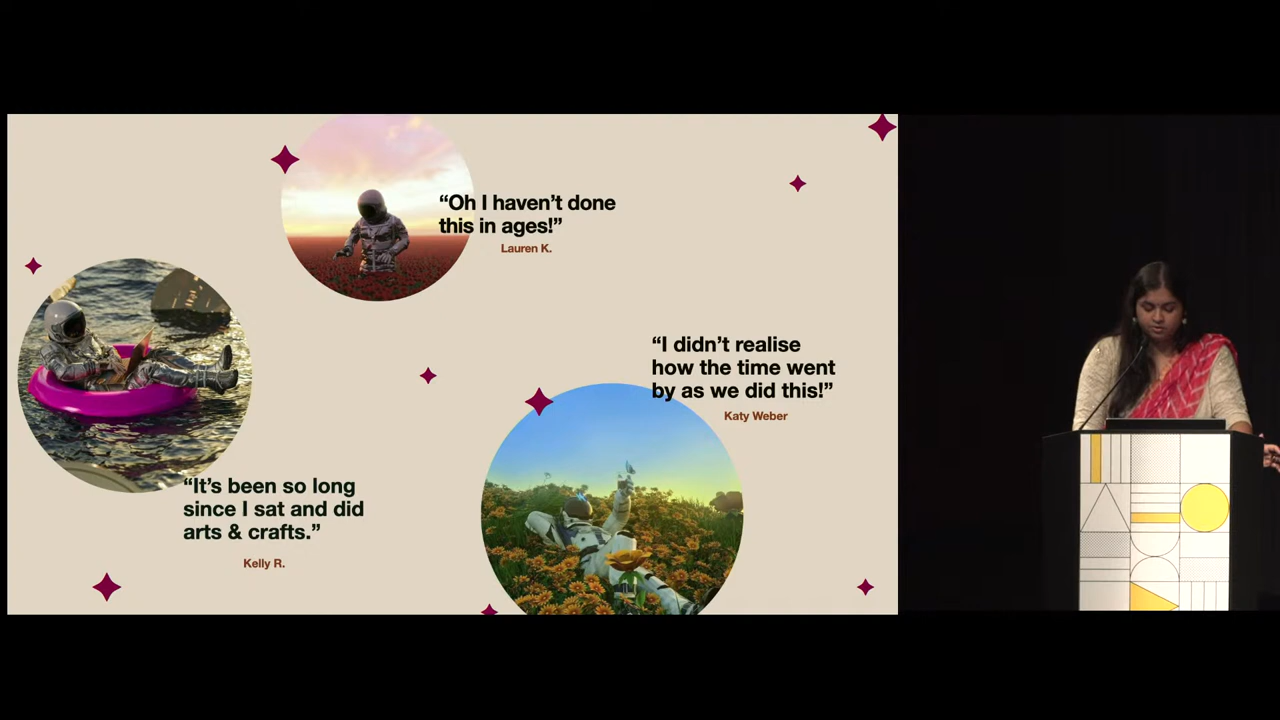 “Oh I haven’t done
this in ages!”
Lauren K.
“I didn’t realise
how the time went
by as we did this!”
Katy Weber
“It’s been so long
since I sat and did
arts & crafts.”
Kelly R.